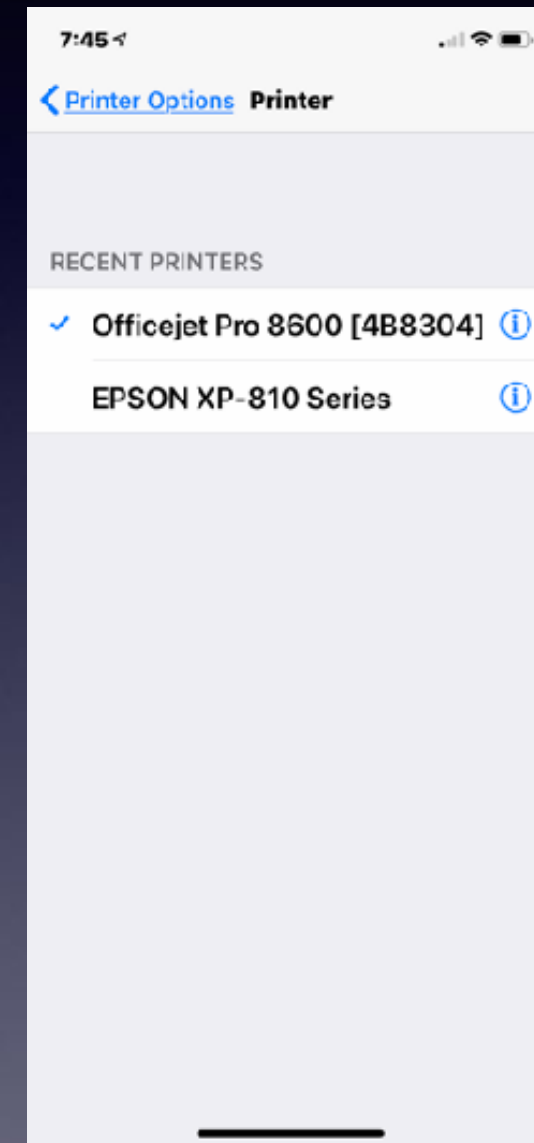 7:45
Printer Options Printer
RECENT PRINTERS
Officejet Pro 8600 [4B8304]
EPSON XP-810 Series